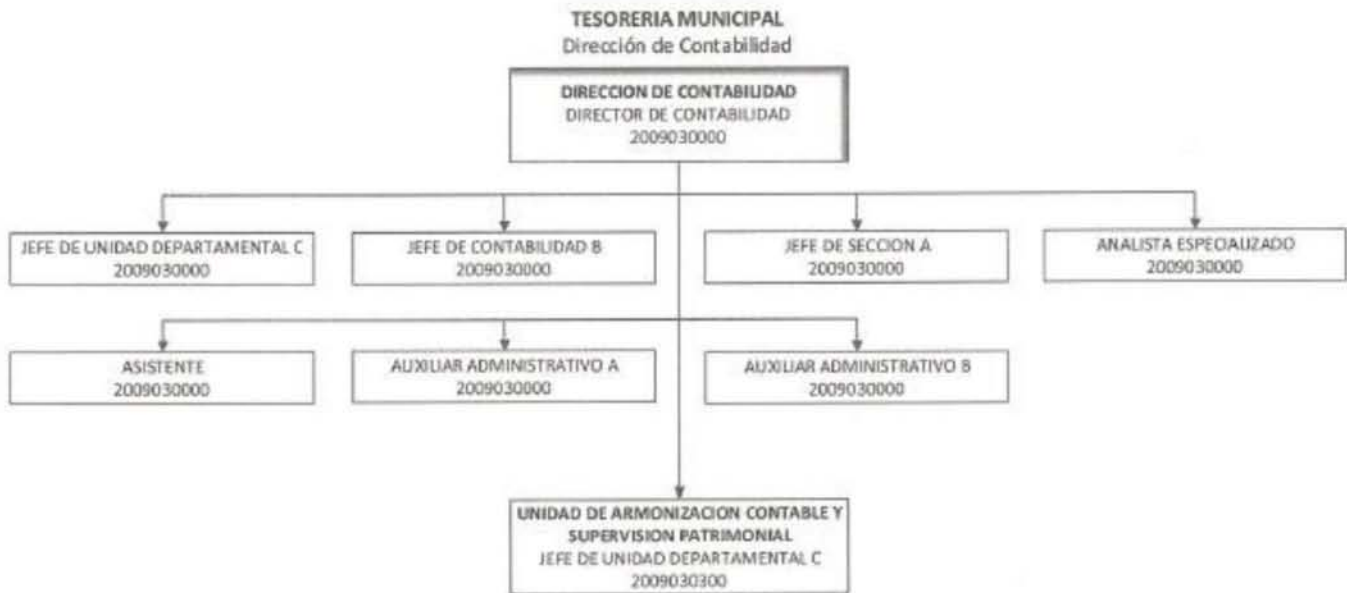 TESORERIA MUNICIPAL
Dirección de Contabilidad
DIRECCION DE CONTABILIDAD
DIRECTOR DE CONTABILIDAD
2009030000
JEFE DE UNIDAD DEPARTAMENTAL C
2009030000
JEFE DE CONTABILIDAD B
2009030000
JEFE DE SECCION A
2009030000
ANALISTA ESPECIALIZADO
2009030000
ASISTENTE
2009030000
AUXILIAR ADMINISTRATIVO A
2009030000
AUXILIAR ADMINISTRATIVO B
2009030000
UNIDAD DE ARMONIZACION CONTABLE Y
SUPERVISION PATRIMONIAL
JEFE DE UNIDAD DEPARTAMENTAL C
2009030300